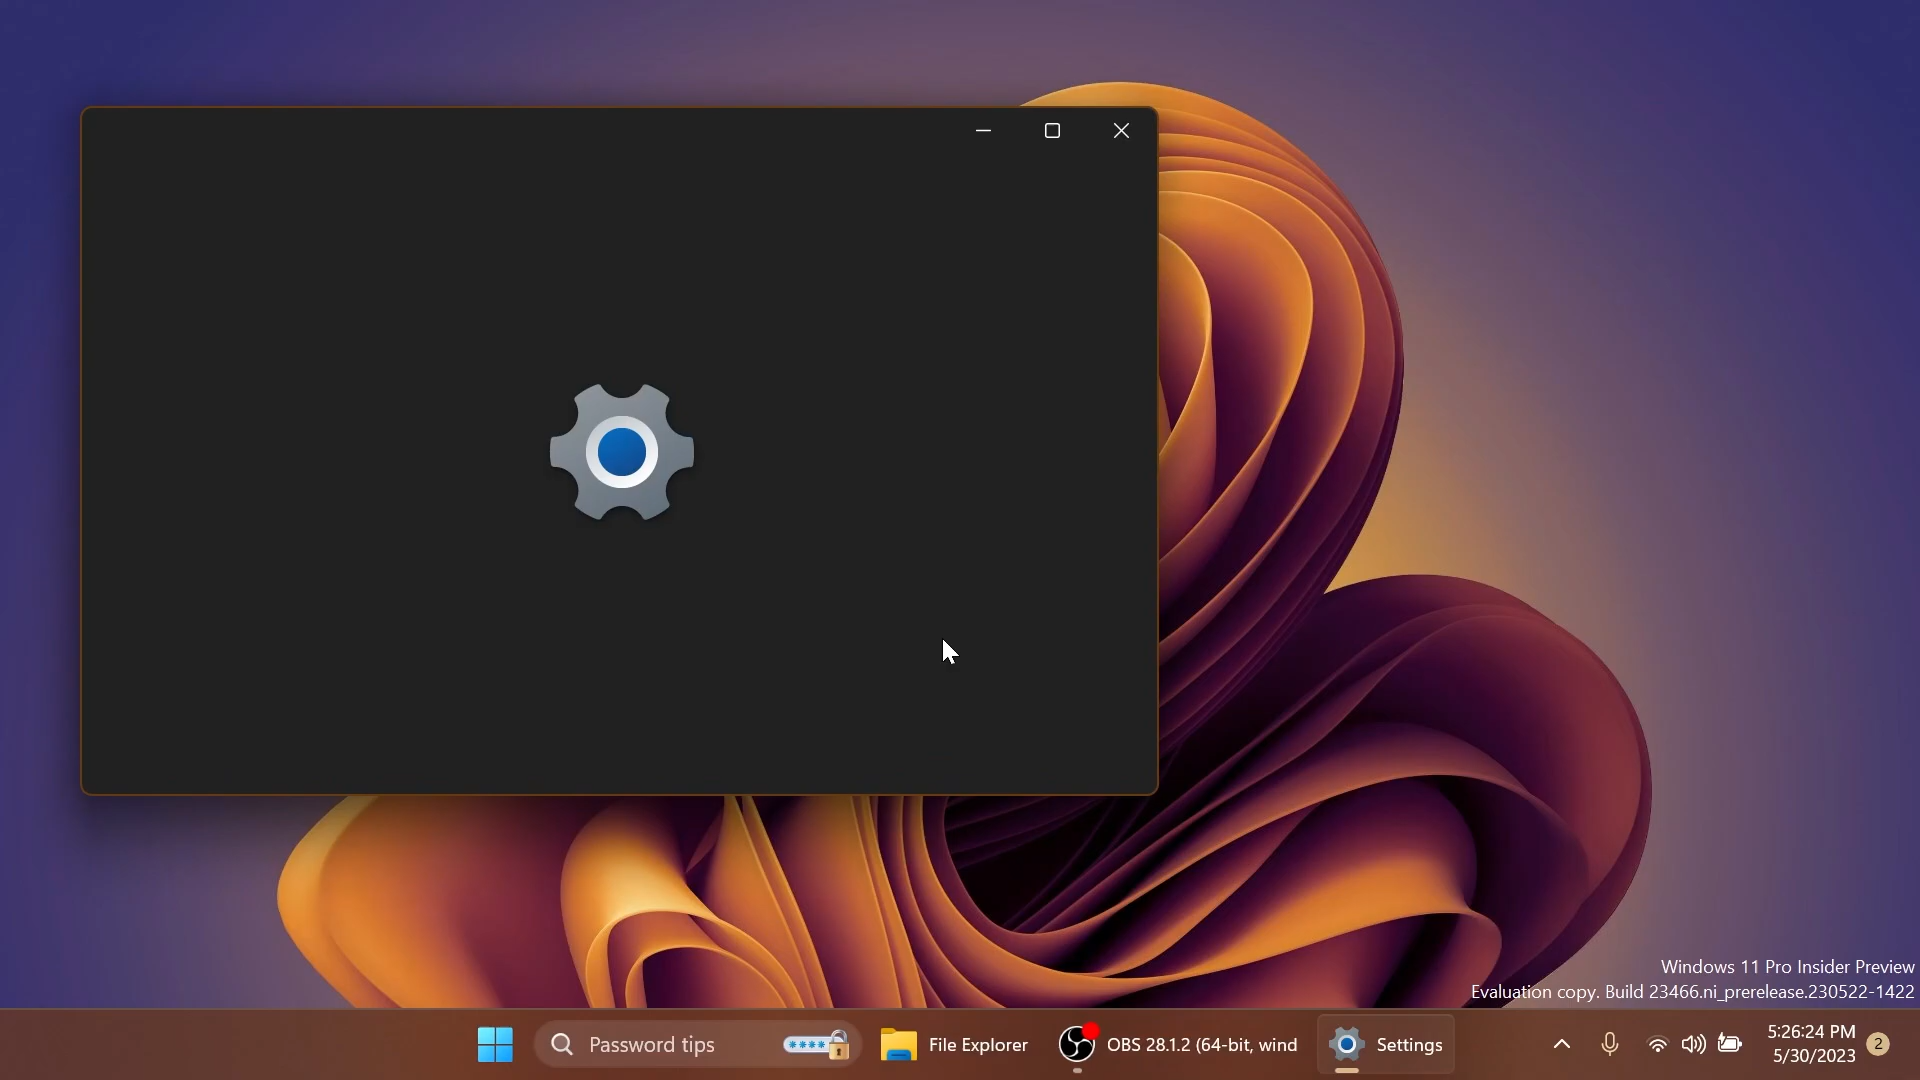 Windows 11 Pro Insider Preview
Evaluation copy. Build 23466.ni_prerelease.230522-1422
Password tips
File Explorer
OBS 28.1.2 (64-bit, wind
Settings
5:26:24 PM
5/30/2023
2